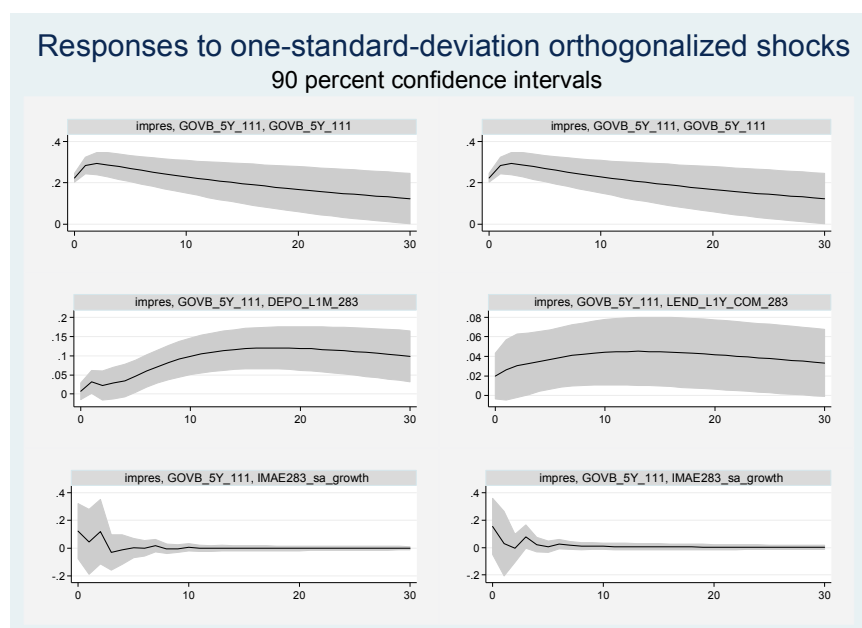 Responses to one-standard-deviation orthogonalized shocks
90 percent confidence intervals
impres, GOVB_5Y_111, GOVB_5Y_111
.4
.2
0
0 10 20 30
impres, GOVB_5Y_111, GOVB_5Y_111
.4
.2
0
0 10 20 30
impres, GOVB_5Y_111, DEPO_L1M_283
.2
.15
.1
.05
0
0 10 20 30
impres, GOVB_5Y_111, LEND_L1Y_COM_283
.08
.06
.04
.02
0
0 10 20 30
impres, GOVB_5Y_111, IMAE283_sa_growth
.4
.2
0
-.2
0 10 20 30
impres, GOVB_5Y_111, IMAE283_sa_growth
.4
.2
0
-.2
0 10 20 30